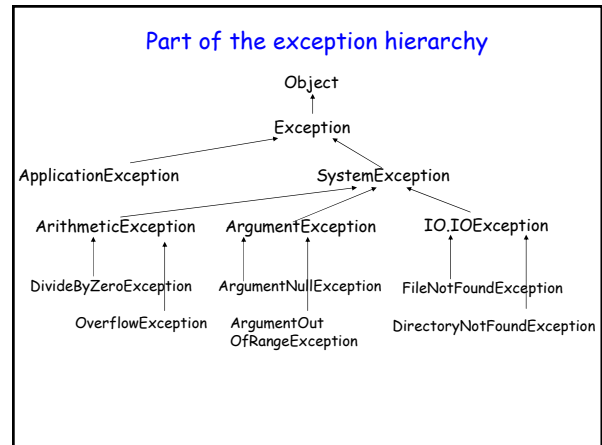 Part of the exception hierarchy
Object
Exception
ApplicationException
SystemException
ArithmeticException
ArgumentException
IO.IOException
DivideByZeroException
ArgumentNullException
FileNotFoundException
OverflowException
ArgumentOut
OfRangeException
DirectoryNotFoundException